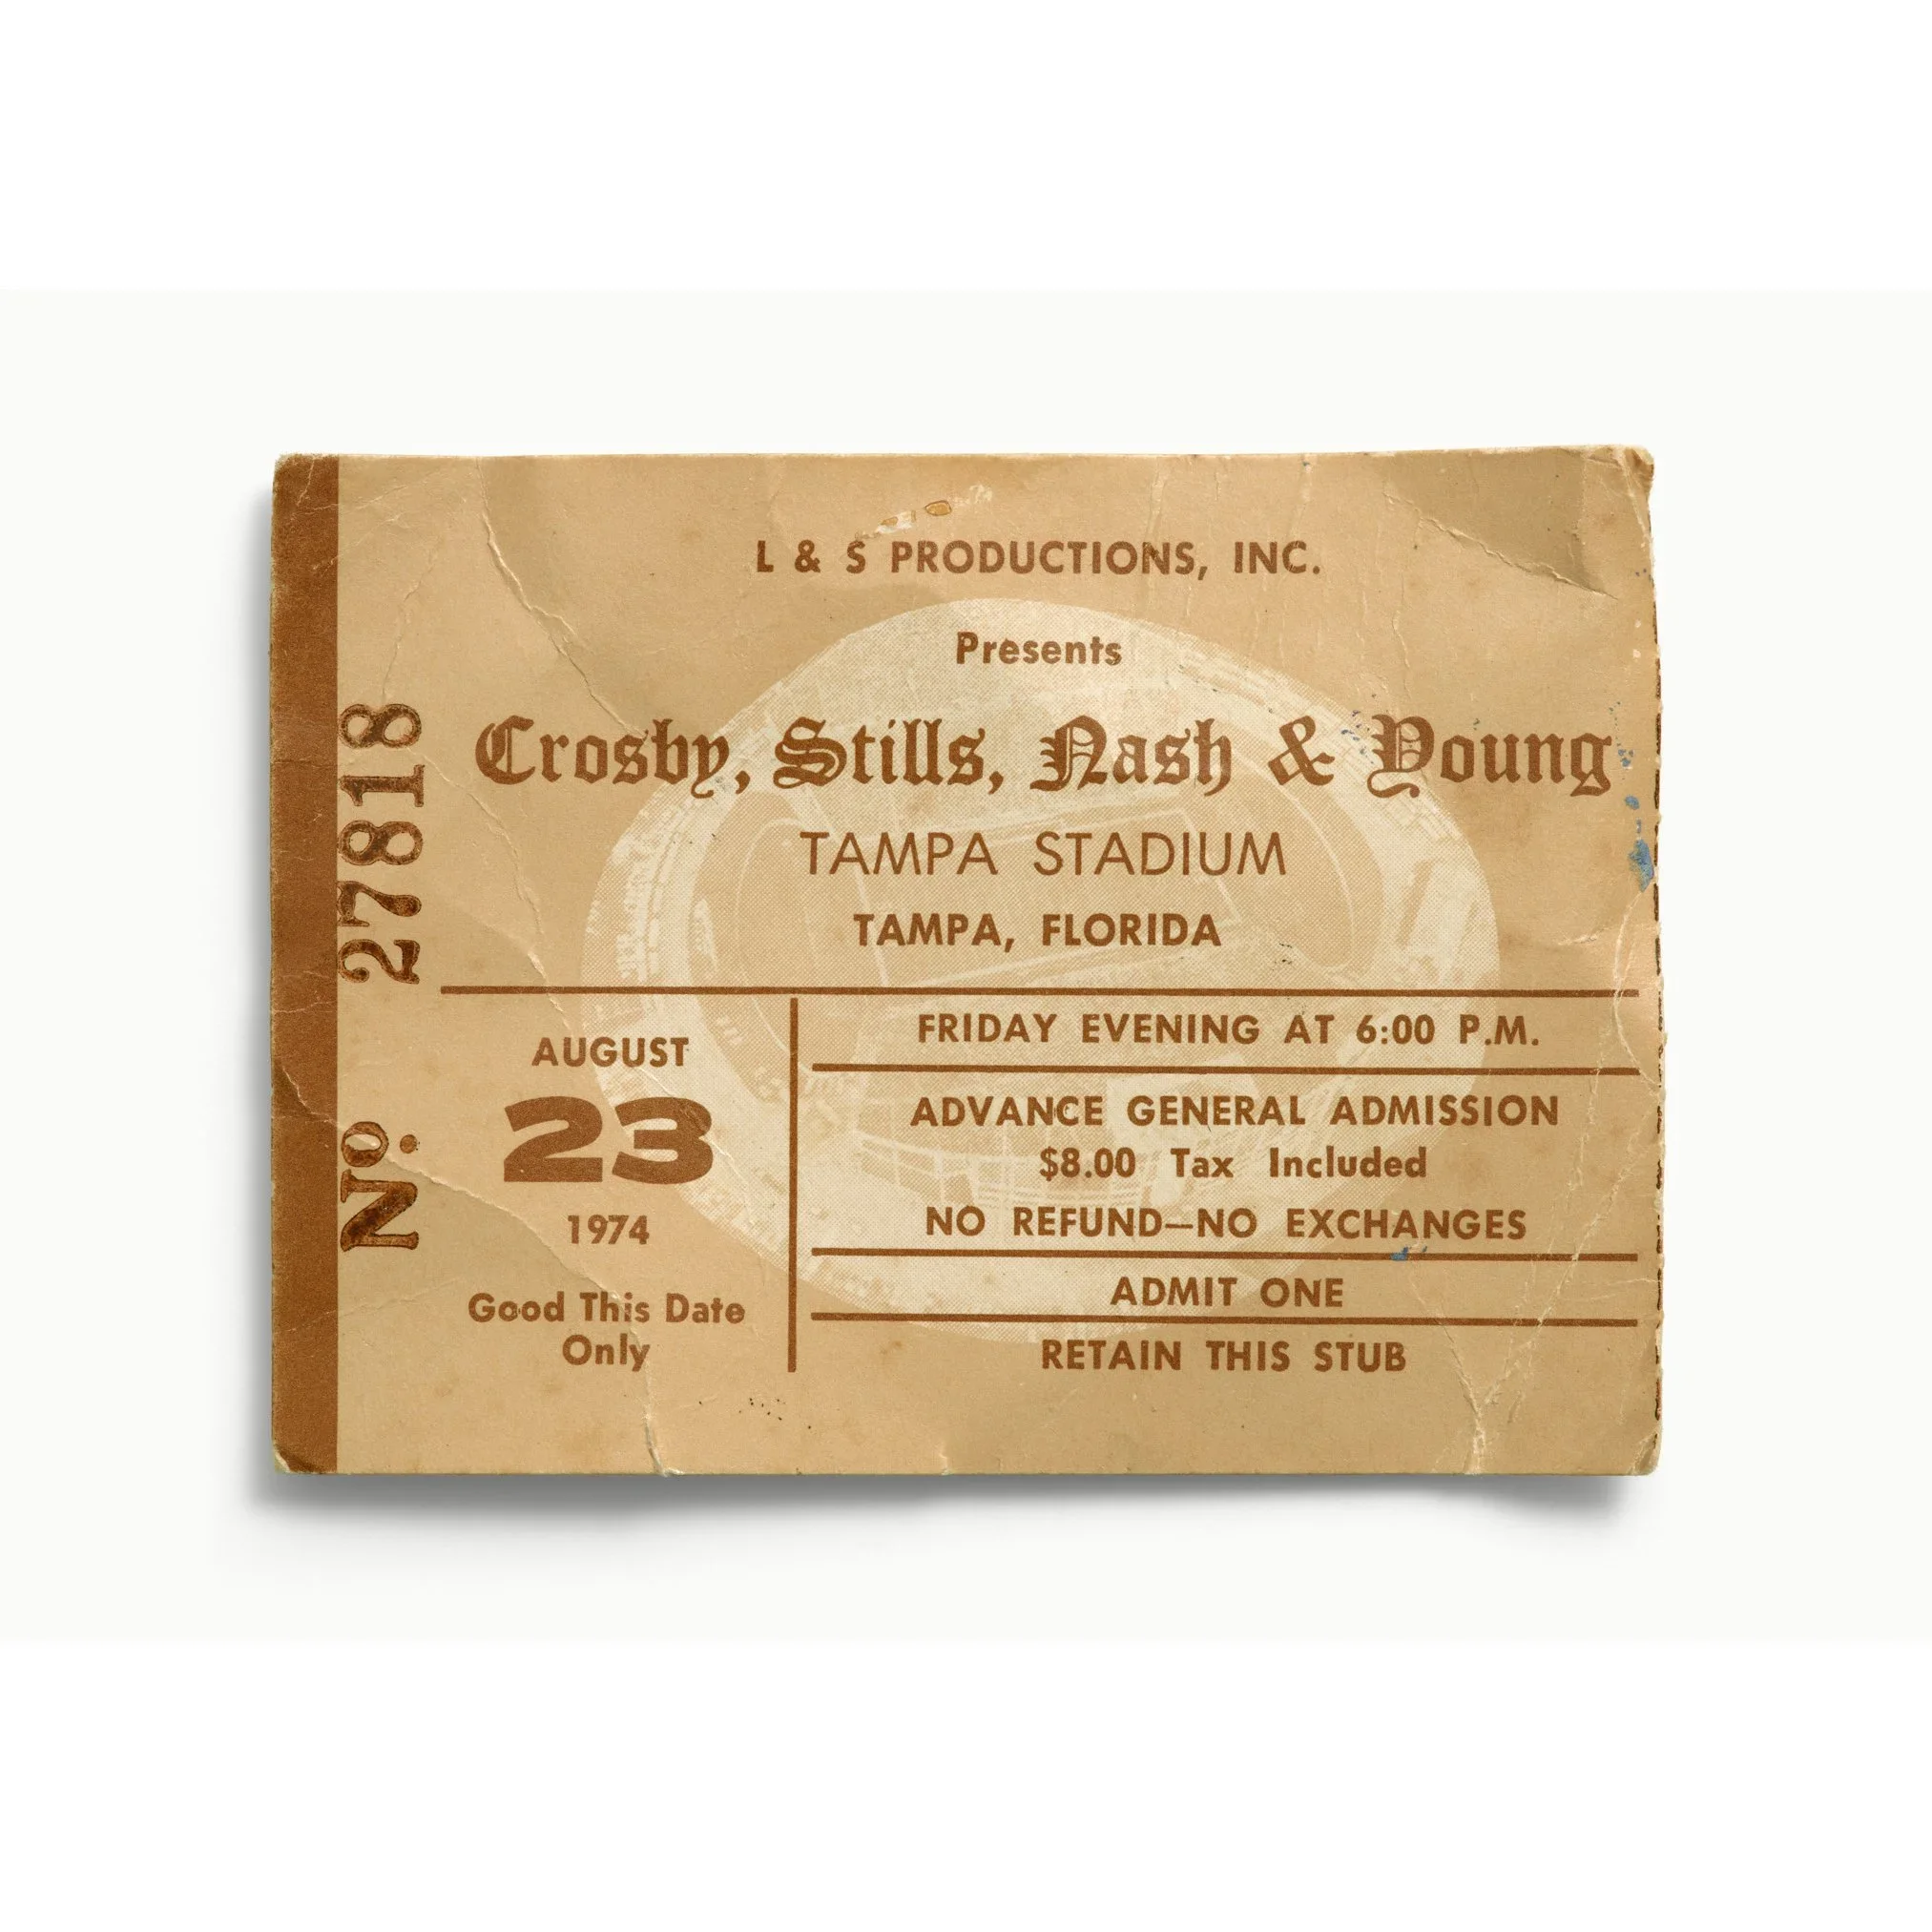 L & S PRODUCTIONS, INC.
Presents
Crosby, Stills, Nash & Young
TAMPA STADIUM
TAMPA, FLORIDA
No. 27818
AUGUST
23
1974
Good This Date
Only
FRIDAY EVENING AT 6:00 P.M.
ADVANCE GENERAL ADMISSION
$8.00 Tax Included
NO REFUND—NO EXCHANGES
ADMIT ONE
RETAIN THIS STUB